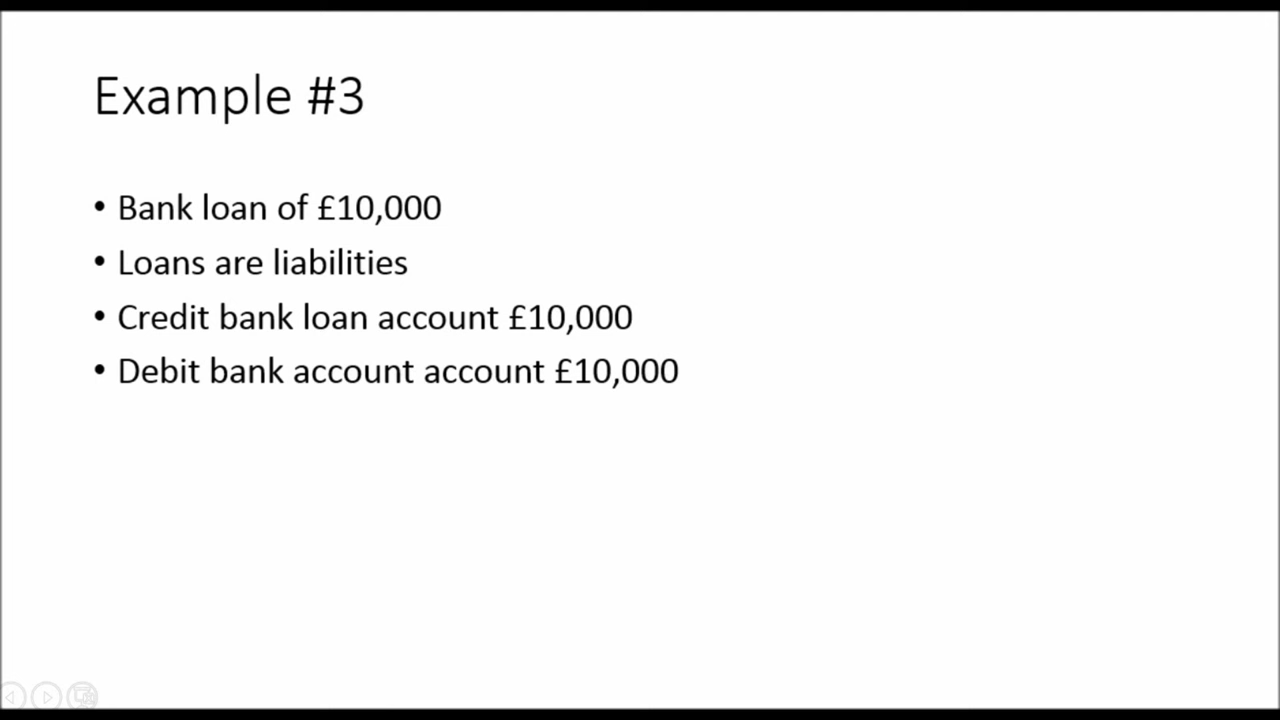 Example #3
• Bank loan of £10,000
• Loans are liabilities
• Credit bank loan account £10,000
• Debit bank account account £10,000